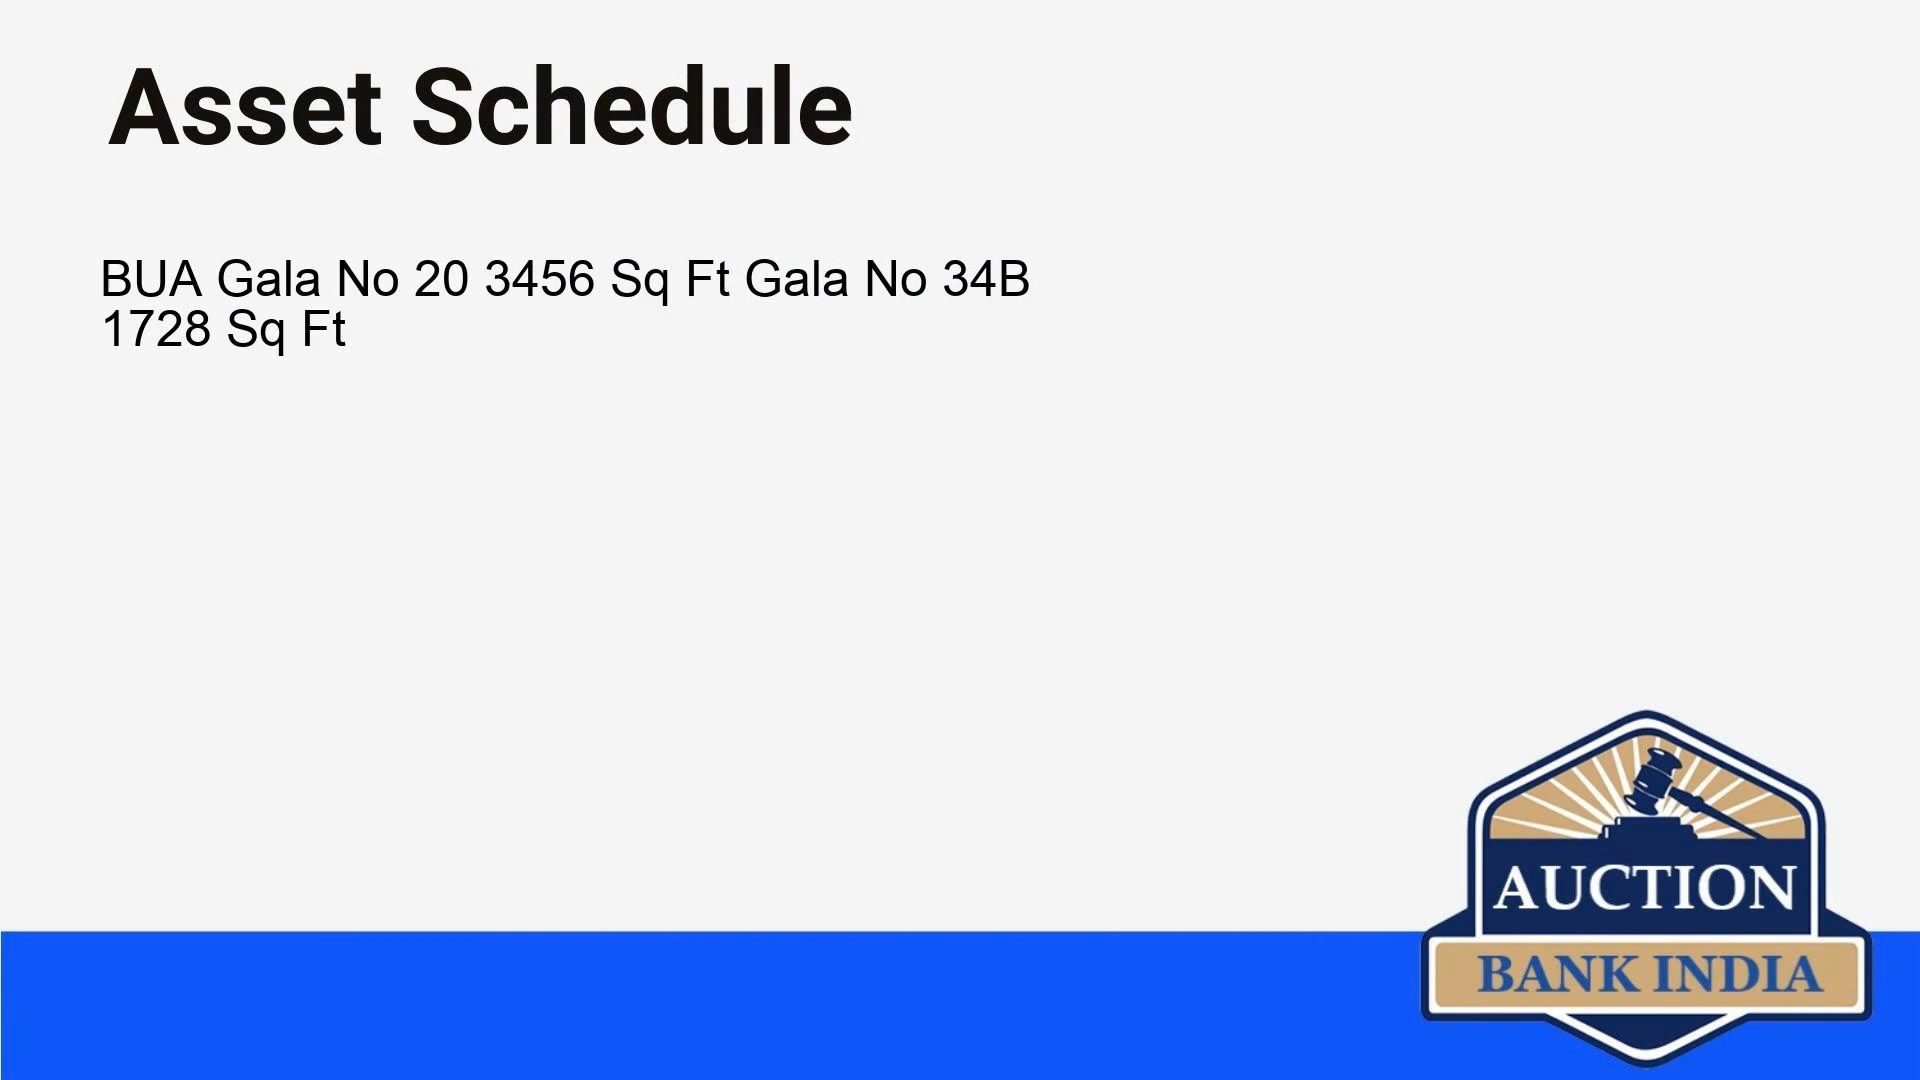 Asset Schedule
BUA Gala No 20 3456 Sq Ft Gala No 34B
1728 Sq Ft
AUCTION
BANK INDIA